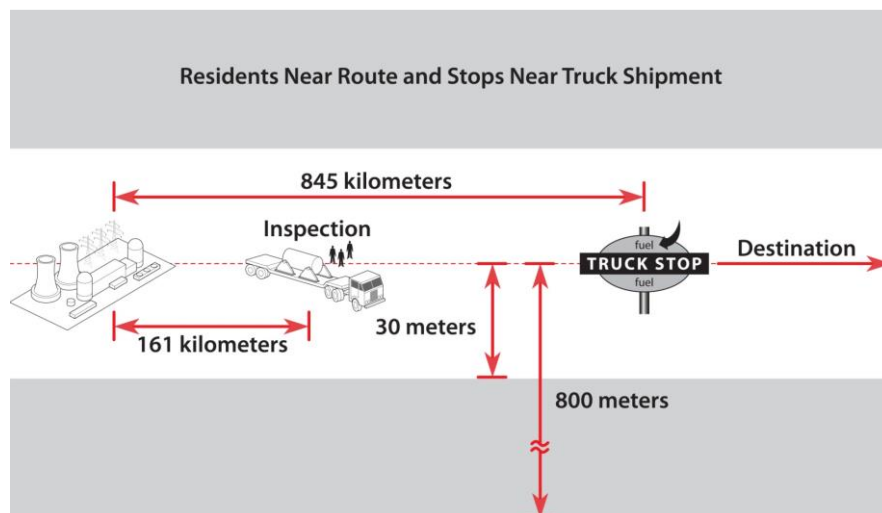 Residents Near Route and Stops Near Truck Shipment
845 kilometers
Inspection
fuel
TRUCK STOP
fuel
Destination
161 kilometers
30 meters
800 meters